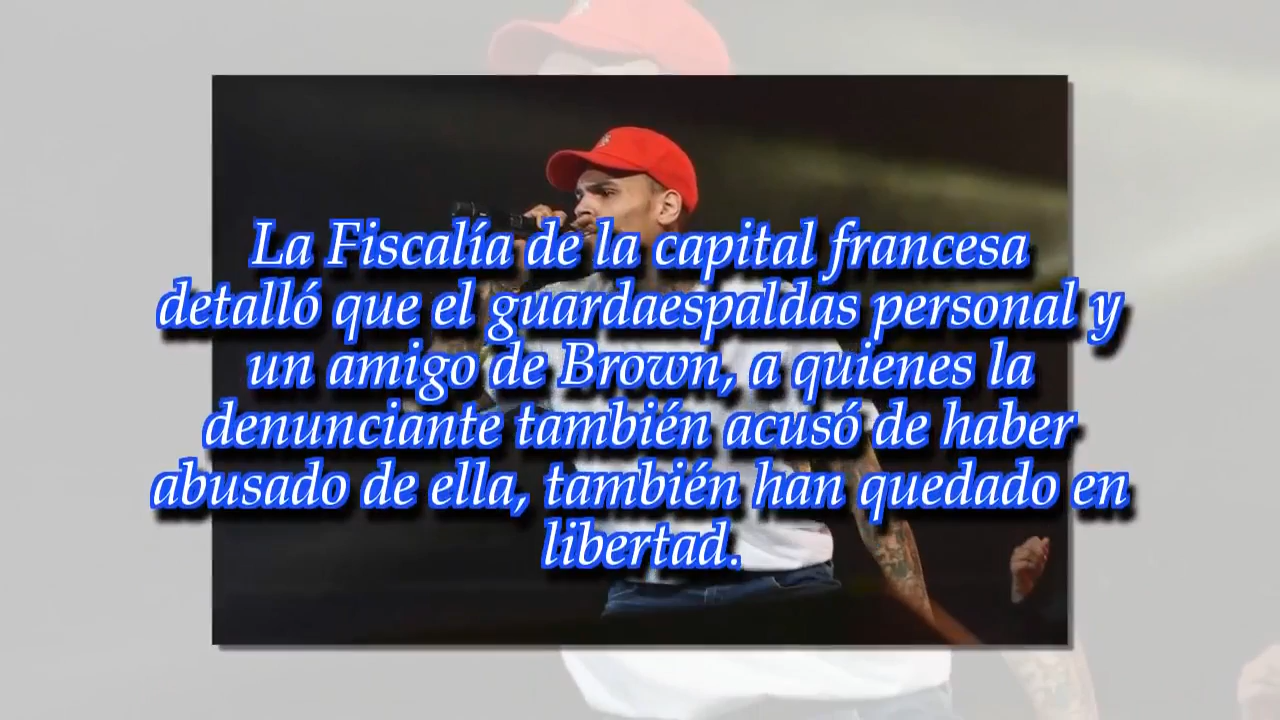 La Fiscalía de la capital francesa
detalló que el guardaespaldas personal y
un amigo de Brown, a quienes la
denunciante también acusó de haber
abusado de ella, también han quedado en
libertad.